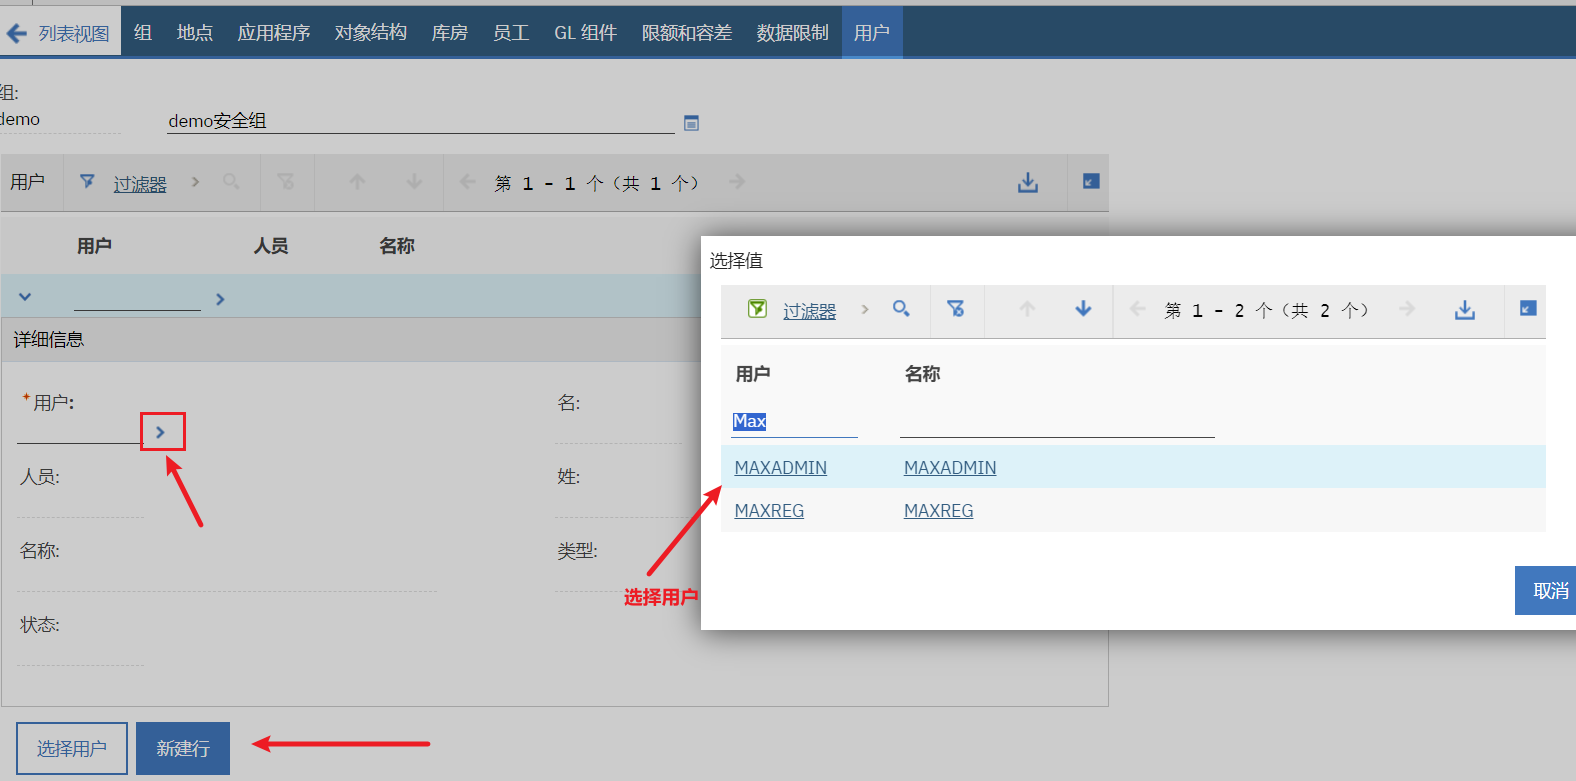 列表视图 组 地点 应用程序 对象结构 库房 员工 GL 组件 限额和容差 数据限制 用户
组:
demo demo安全组
用户 过滤器 第 1 - 1 个（共 1 个）
用户 人员 名称
详细信息
*用户:
名:
人员:
姓:
名称:
类型:
状态:
选择用户 新建行
选择值
过滤器 第 1 - 2 个（共 2 个）
用户 名称
Max
MAXADMIN MAXADMIN
MAXREG MAXREG
取消
选择用户